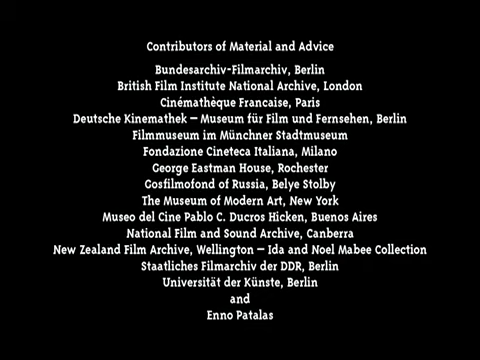 Contributors of Material and Advice
Bundesarchiv-Filmarchiv, Berlin
British Film Institute National Archive, London
Cinémathèque Francaise, Paris
Deutsche Kinemathek – Museum für Film und Fernsehen, Berlin
Filmmuseum im Münchner Stadtmuseum
Fondazione Cineteca Italiana, Milano
George Eastman House, Rochester
Gosfilmofond of Russia, Belye Stolby
The Museum of Modern Art, New York
Museo del Cine Pablo C. Ducros Hicken, Buenos Aires
National Film and Sound Archive, Canberra
New Zealand Film Archive, Wellington – Ida and Noel Mabee Collection
Staatliches Filmarchiv der DDR, Berlin
Universität der Künste, Berlin
and
Enno Patalas